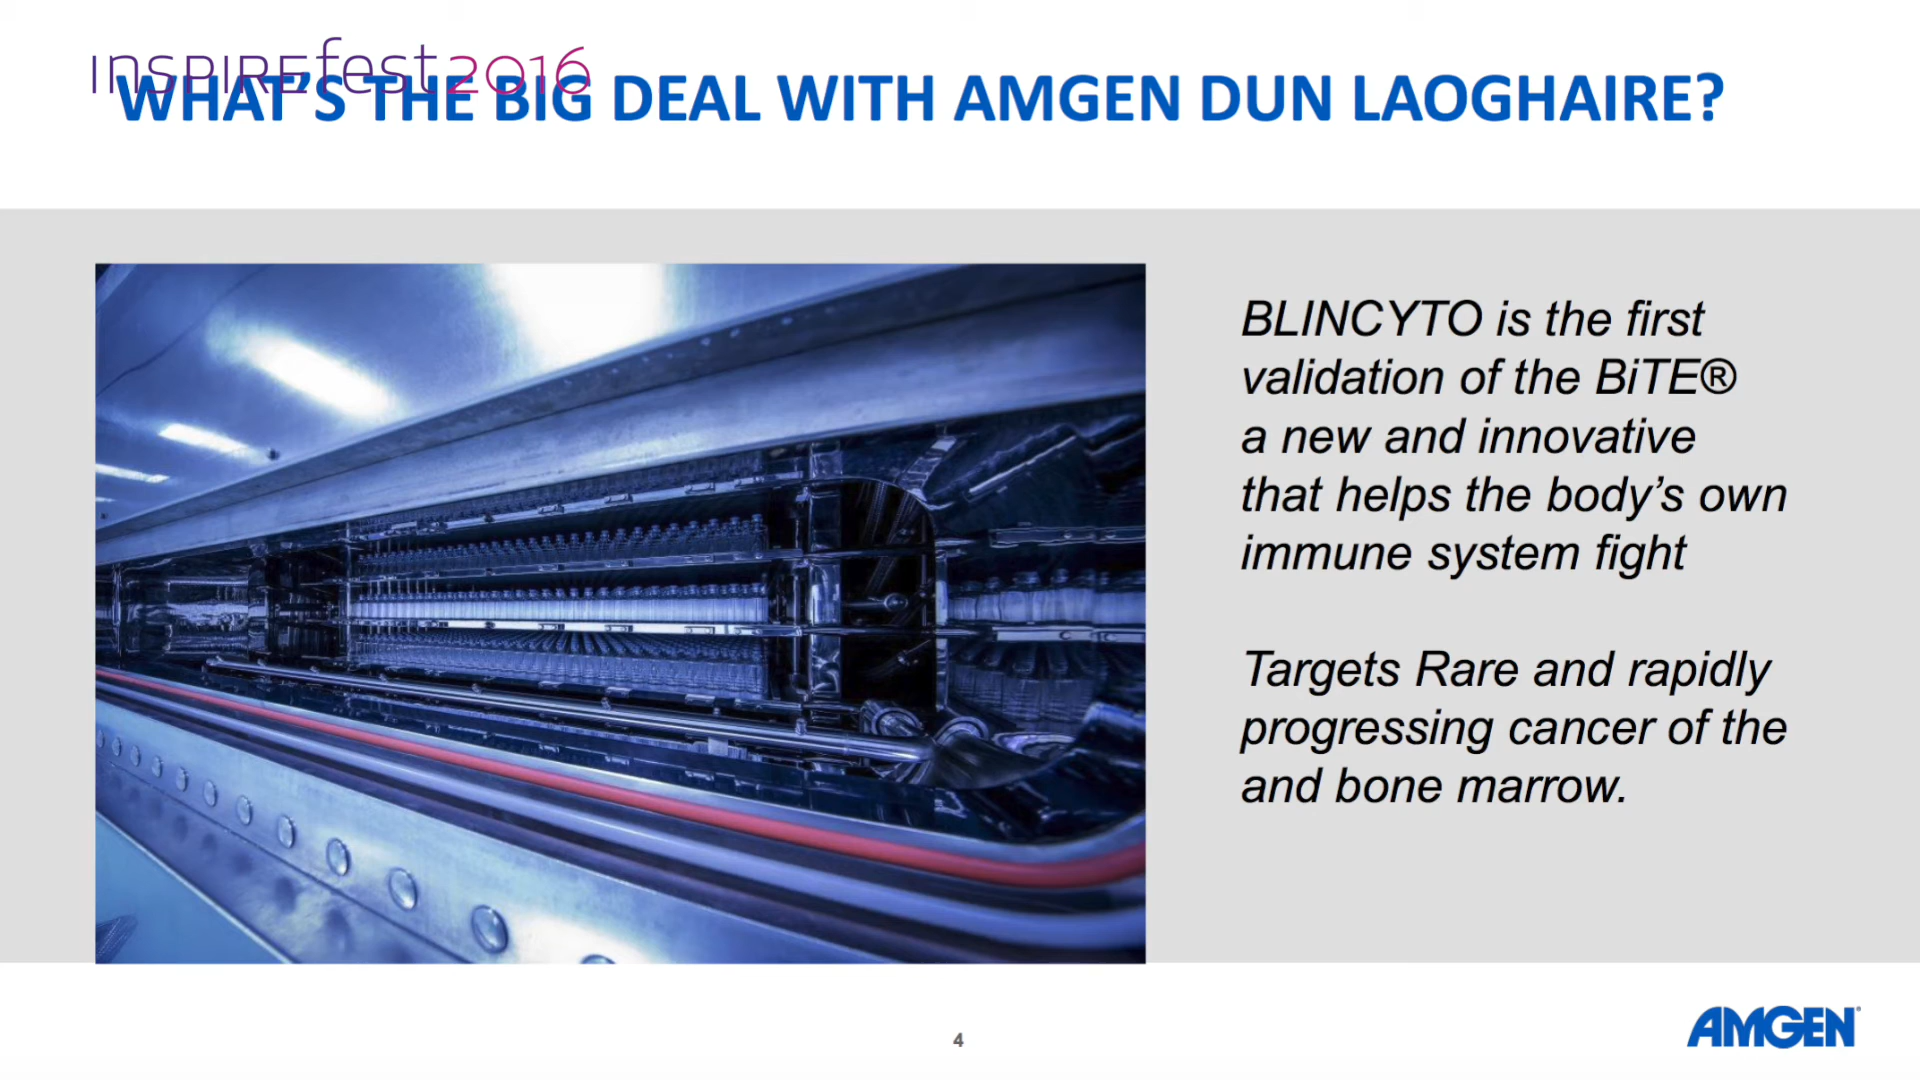 INSPIREfest 2016
WHAT'S THE BIG DEAL WITH AMGEN DUN LAOGHAIRE?
BLINCYTO is the first
validation of the BiTE®
a new and innovative
that helps the body's own
immune system fight
Targets Rare and rapidly
progressing cancer of the
and bone marrow.
4
AMGEN®